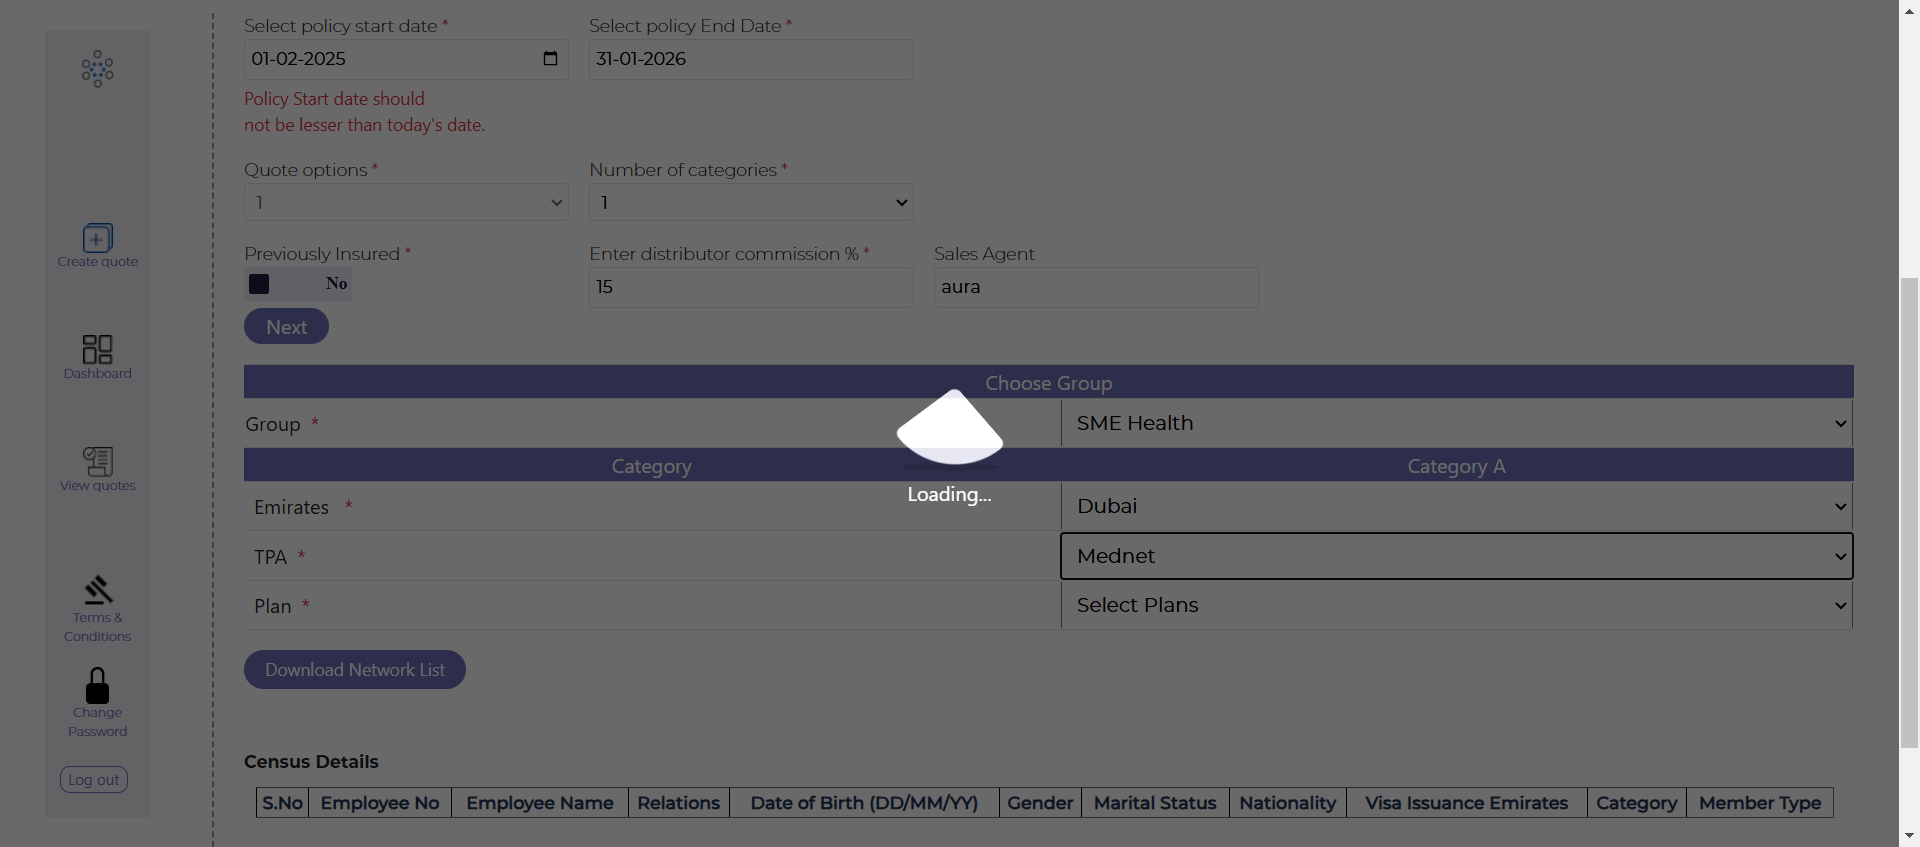 Select policy start date *
Select policy End Date *
01-02-2025
31-01-2026
Policy Start date should
not be lesser than today's date.
Quote options *
Number of categories *
1
1
Previously Insured *
Enter distributor commission % *
Sales Agent
No
15
aura
Next
Choose Group
Group *
SME Health
Category
Category A
Loading...
Emirates *
Dubai
TPA *
Mednet
Plan *
Select Plans
Download Network List
Census Details
S.No Employee No Employee Name Relations Date of Birth (DD/MM/YY) Gender Marital Status Nationality Visa Issuance Emirates Category Member Type
Create quote
Dashboard
View quotes
Terms &
Conditions
Change
Password
Log out